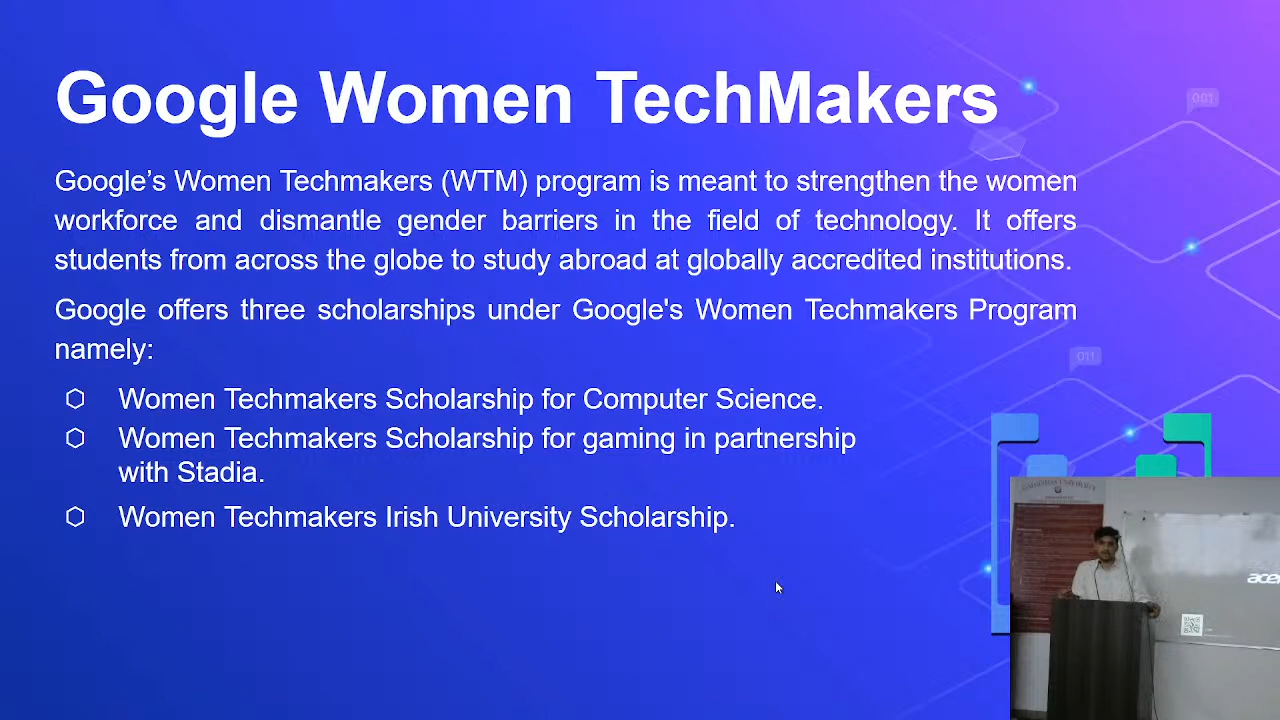 Google Women TechMakers
001
Google’s Women Techmakers (WTM) program is meant to strengthen the women
workforce and dismantle gender barriers in the field of technology. It offers
students from across the globe to study abroad at globally accredited institutions.
Google offers three scholarships under Google's Women Techmakers Program
namely:
011
Women Techmakers Scholarship for Computer Science.
Women Techmakers Scholarship for gaming in partnership
with Stadia.
Women Techmakers Irish University Scholarship.
acer